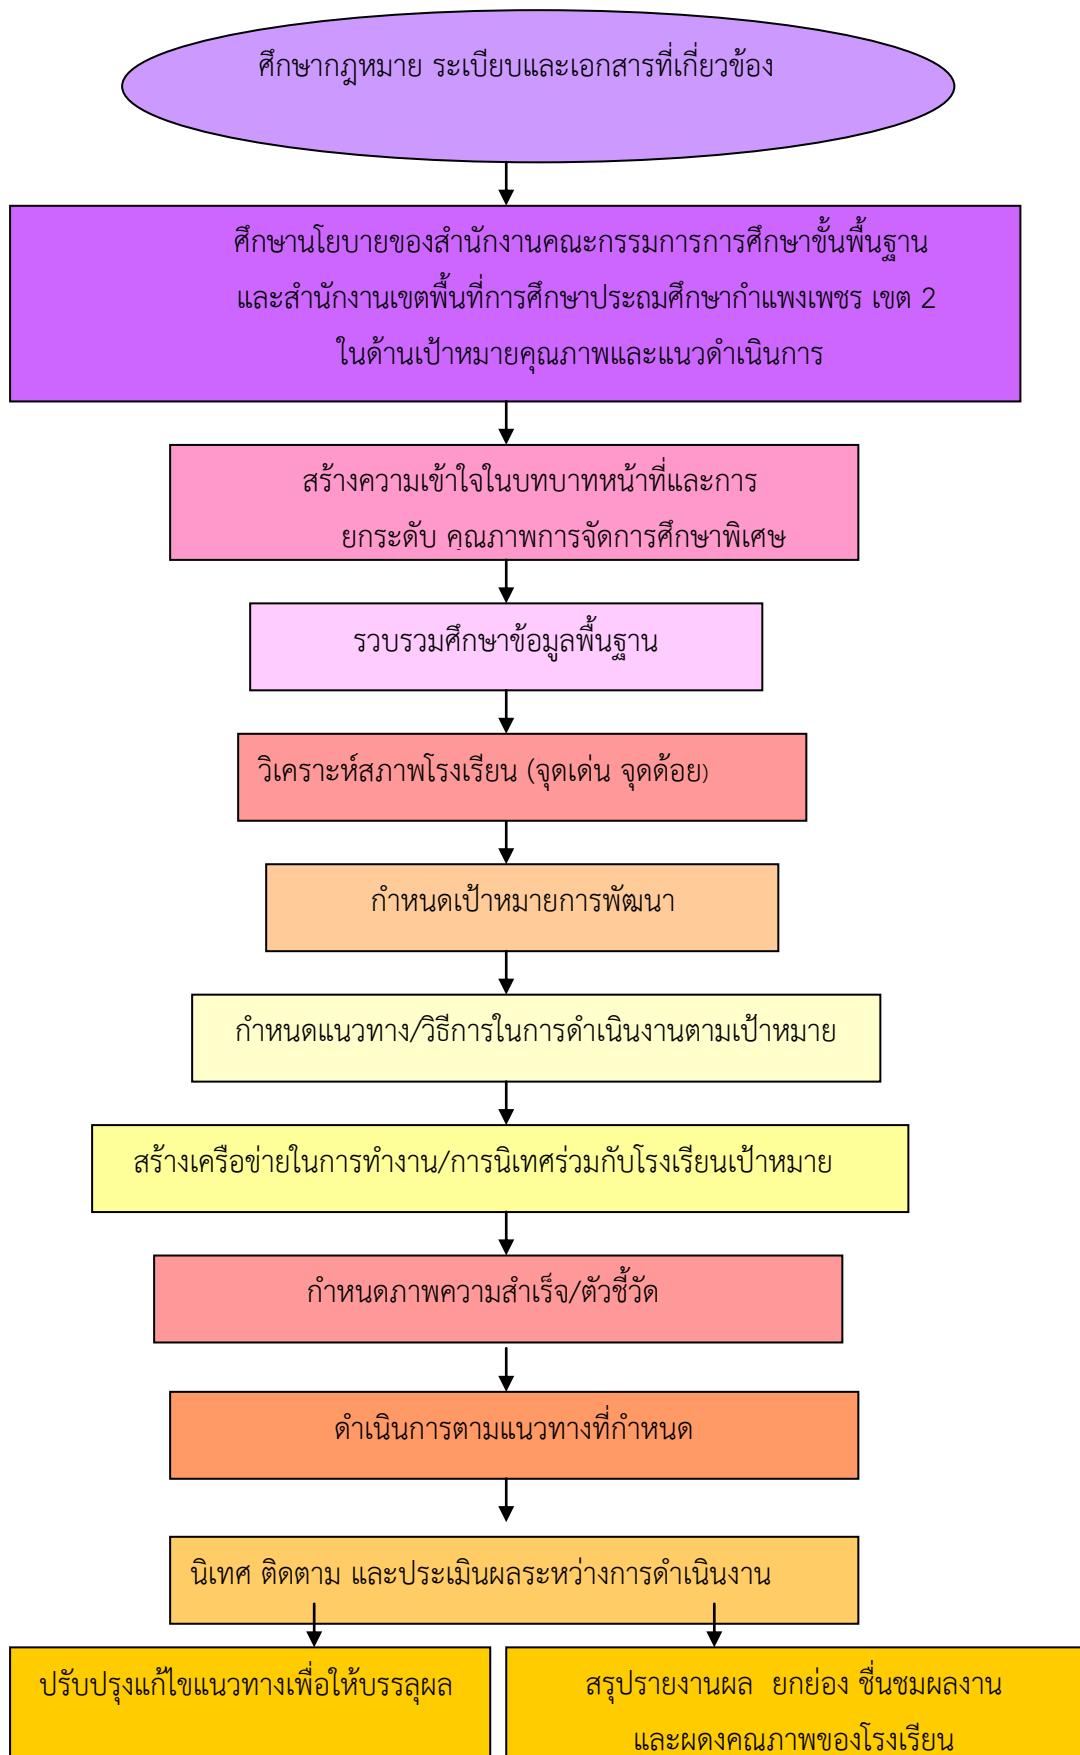 ศึกษากฎหมาย ระเบียบและเอกสารที่เกี่ยวข้อง
ศึกษานโยบายของสำนักงานคณะกรรมการการศึกษาขั้นพื้นฐาน
และสำนักงานเขตพื้นที่การศึกษาประถมศึกษากำแพงเพชร เขต 2
ในด้านเป้าหมายคุณภาพและแนวดำเนินการ
สร้างความเข้าใจในบทบาทหน้าที่และการ
ยกระดับ คุณภาพการจัดการศึกษาพิเศษ
รวบรวมศึกษาข้อมูลพื้นฐาน
วิเคราะห์สภาพโรงเรียน (จุดเด่น จุดด้อย)
กำหนดเป้าหมายการพัฒนา
กำหนดแนวทาง/วิธีการในการดำเนินงานตามเป้าหมาย
สร้างเครือข่ายในการทำงาน/การนิเทศร่วมกับโรงเรียนเป้าหมาย
กำหนดภาพความสำเร็จ/ตัวชี้วัด
ดำเนินการตามแนวทางที่กำหนด
นิเทศ ติดตาม และประเมินผลระหว่างการดำเนินงาน
ปรับปรุงแก้ไขแนวทางเพื่อให้บรรลุผล
สรุปรายงานผล ยกย่อง ชื่นชมผลงาน
และผดงคุณภาพของโรงเรียน